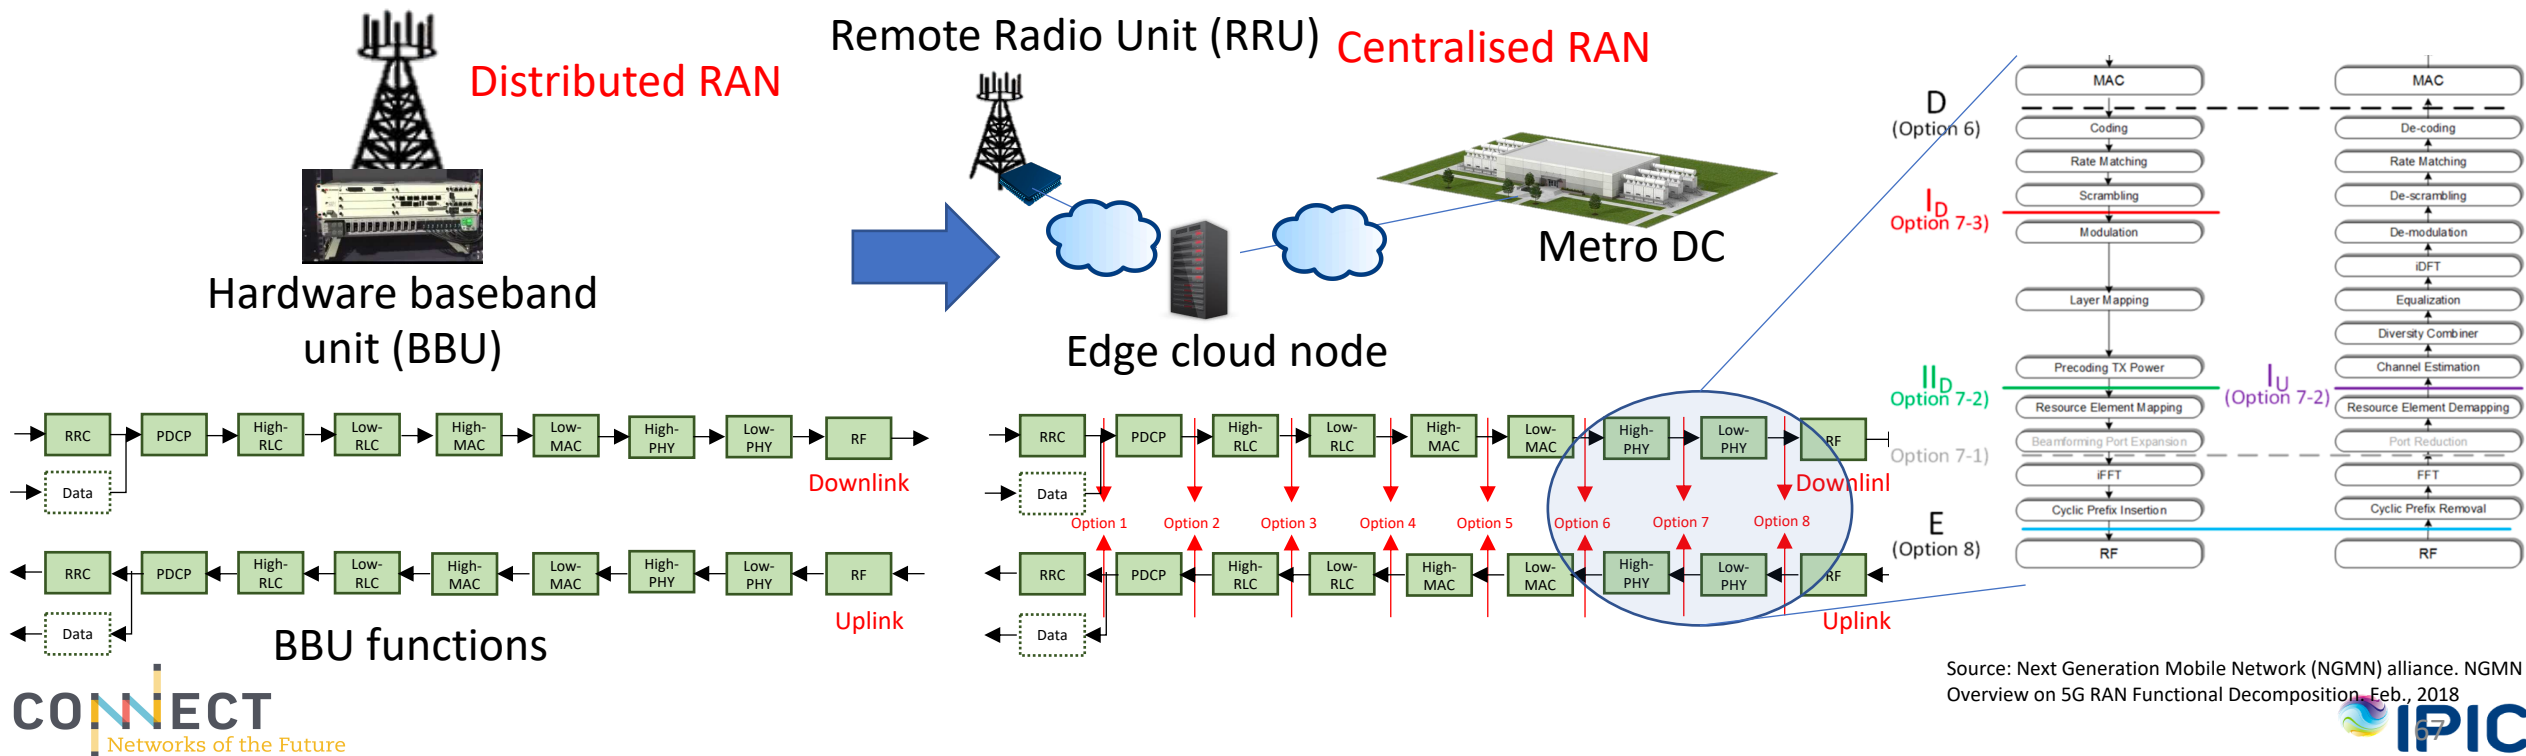 Distributed RAN
Hardware baseband
unit (BBU)
Remote Radio Unit (RRU)
Centralised RAN
Metro DC
Edge cloud node
RRC
PDCP
High-
RLC
Low-
RLC
High-
MAC
Low-
MAC
High-
PHY
Low-
PHY
RF
Data
Downlink
RRC
PDCP
High-
RLC
Low-
RLC
High-
MAC
Low-
MAC
High-
PHY
Low-
PHY
RF
Data
Uplink
BBU functions
RRC
PDCP
High-
RLC
Low-
RLC
High-
MAC
Low-
MAC
High-
PHY
Low-
PHY
RF
Data
Downlinl
Option 1
Option 2
Option 3
Option 4
Option 5
Option 6
Option 7
Option 8
RRC
PDCP
High-
RLC
Low-
RLC
High-
MAC
Low-
MAC
High-
PHY
Low-
PHY
RF
Data
Uplink
D
(Option 6)
I_D
Option 7-3)
II_D
Option 7-2)
I_U
(Option 7-2)
Option 7-1)
E
(Option 8)
MAC
Coding
Rate Matching
Scrambling
Modulation
Layer Mapping
Precoding TX Power
Resource Element Mapping
Beamforming Port Expansion
iFFT
Cyclic Prefix Insertion
RF
MAC
De-coding
Rate Matching
De-scrambling
De-modulation
iDFT
Equalization
Diversity Combiner
Channel Estimation
Resource Element Demapping
Port Reduction
FFT
Cyclic Prefix Removal
RF
Source: Next Generation Mobile Network (NGMN) alliance. NGMN
Overview on 5G RAN Functional Decomposition. Feb., 2018
CONNECT
Networks of the Future
67
IPIC